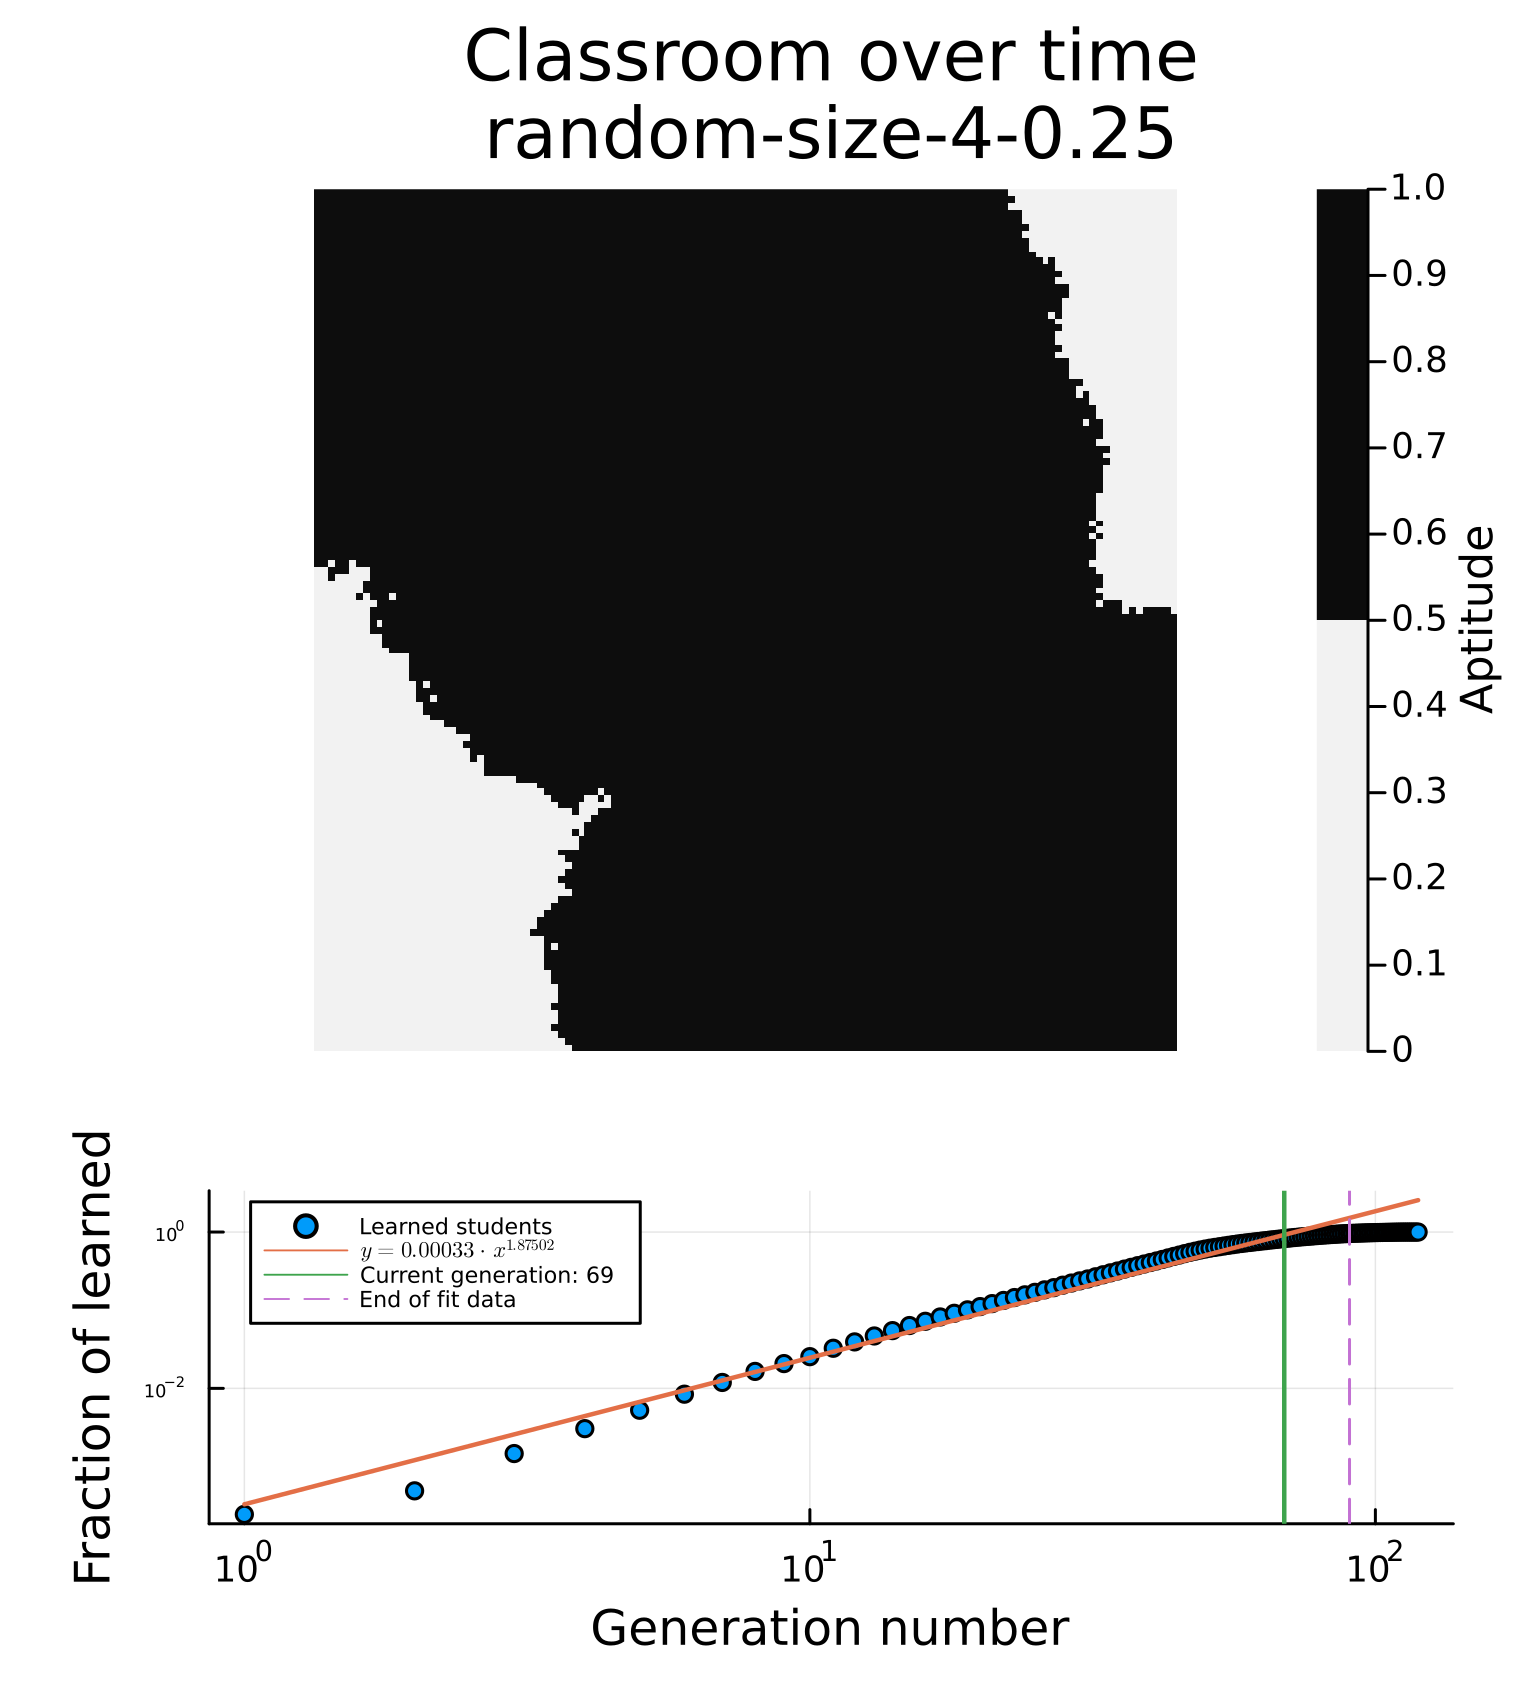 Classroom over time
random-size-4-0.25
1.0
0.9
0.8
0.7
0.6
0.5
0.4
0.3
0.2
0.1
0
Aptitude
Fraction of learned
10⁰
10⁻²
Learned students
y = 0.00033 · x^1.87502
Current generation: 69
End of fit data
10⁰
10¹
10²
Generation number